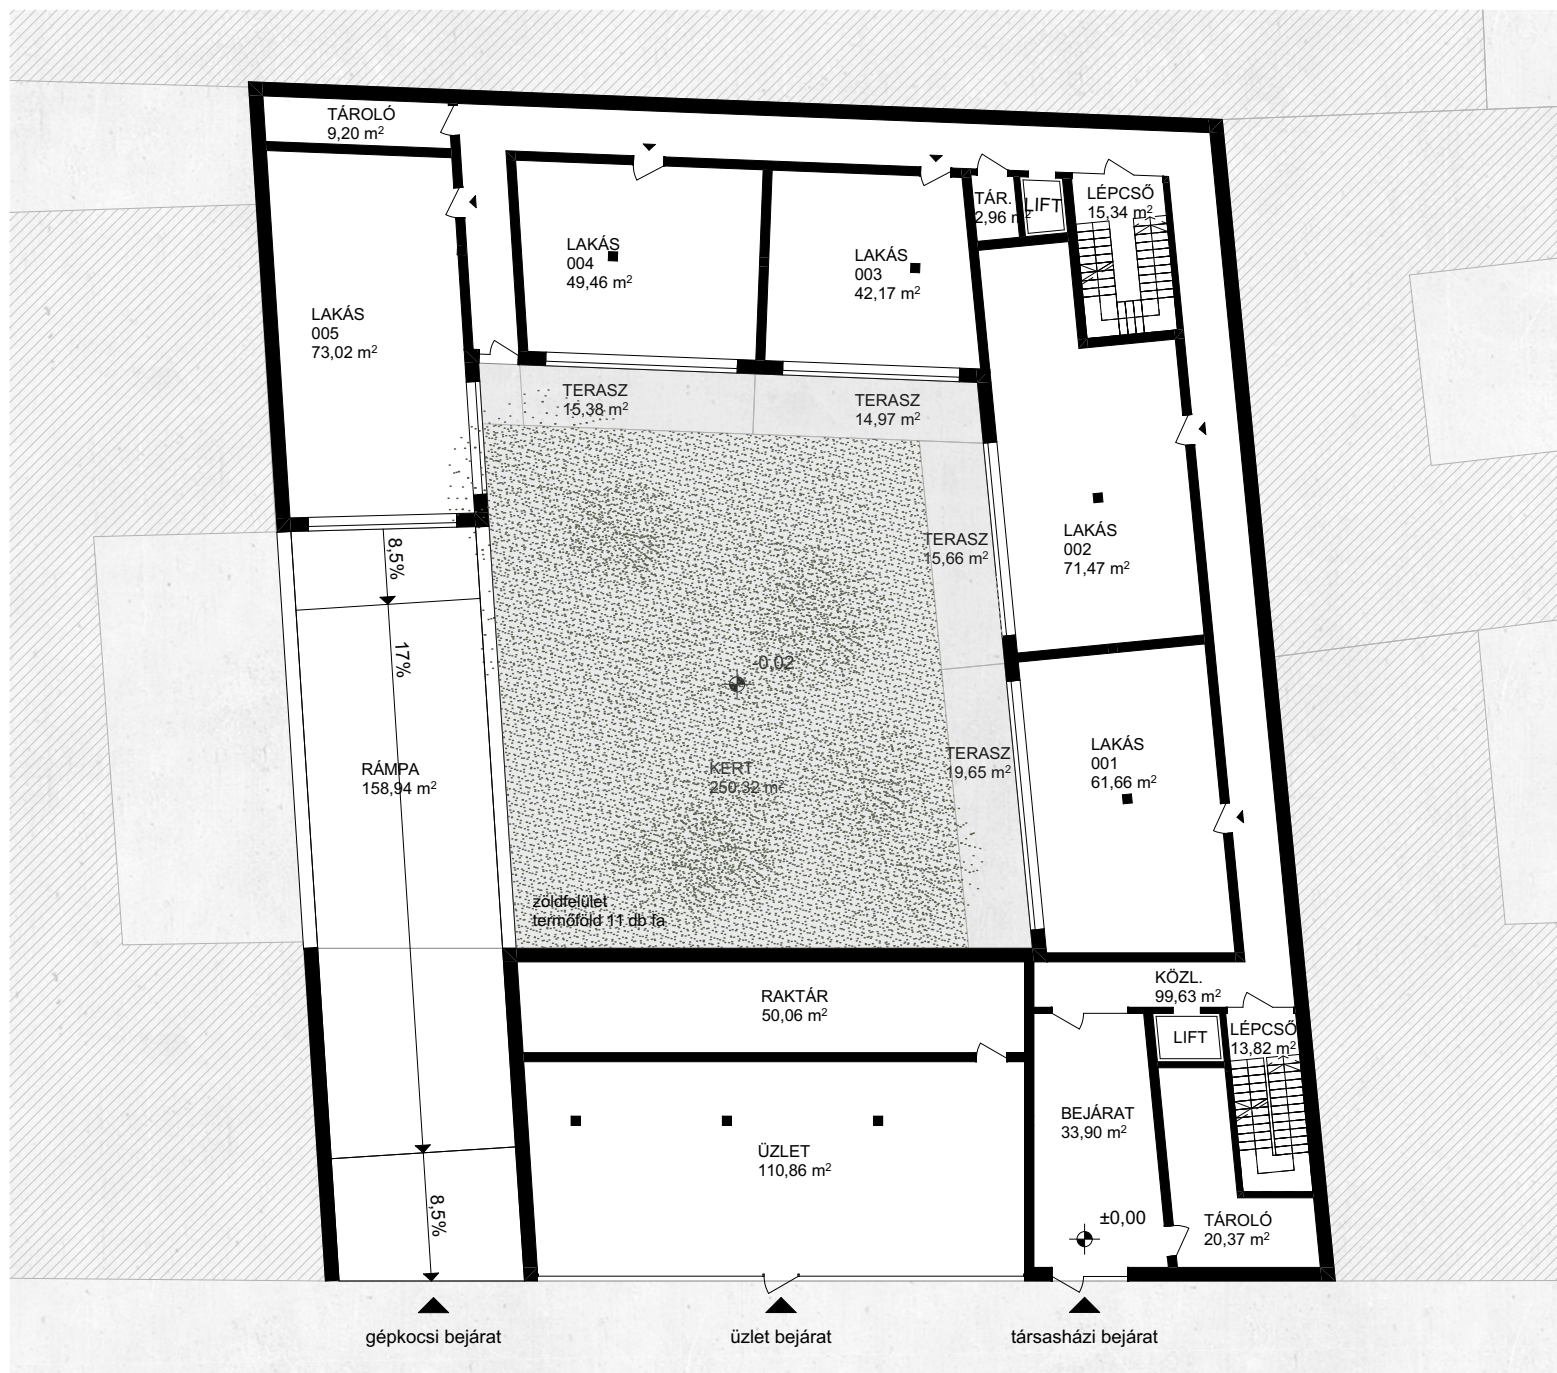 TÁROLÓ
9,20 m²
TÁR.
2,96 m²
LIFT
LÉPCSŐ
15,34 m²
LAKÁS
004
49,46 m²
LAKÁS
003
42,17 m²
LAKÁS
005
73,02 m²
TERASZ
15,38 m²
TERASZ
14,97 m²
8,5%
TERASZ
15,66 m²
LAKÁS
002
71,47 m²
17%
-0,02
RÁMPA
158,94 m²
KERT
250,32 m²
TERASZ
19,65 m²
LAKÁS
001
61,66 m²
zöldfelület
termőföld 11 db fa
RAKTÁR
50,06 m²
KÖZL.
99,63 m²
LIFT
LÉPCSŐ
13,82 m²
ÜZLET
110,86 m²
BEJÁRAT
33,90 m²
8,5%
±0,00
TÁROLÓ
20,37 m²
gépkocsi bejárat
üzlet bejárat
társasházi bejárat